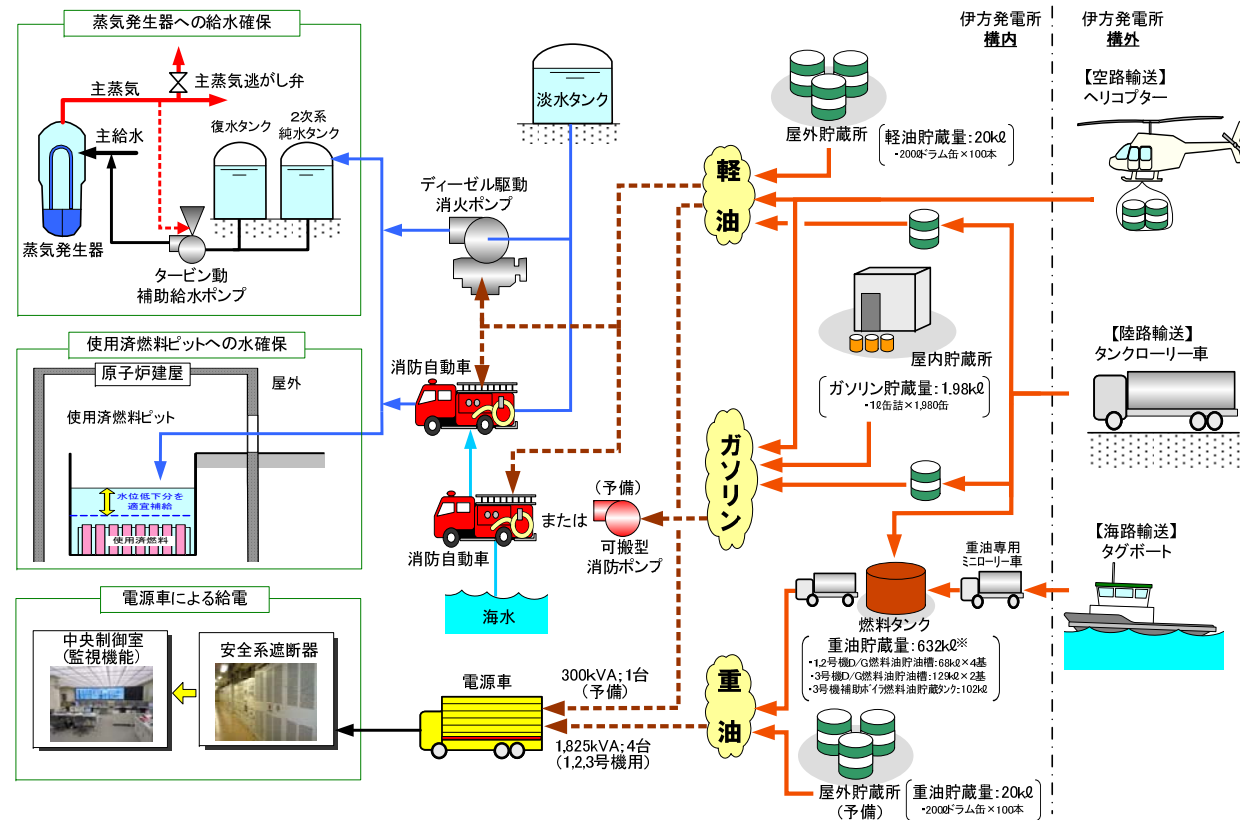 蒸気発生器への給水確保
主蒸気逃がし弁
主蒸気
主給水
復水タンク
2次系
純水タンク
蒸気発生器
タービン動
補助給水ポンプ
使用済燃料ピットへの水確保
原子炉建屋
屋外
使用済燃料ピット
水位低下分を
適宜補給
使用済燃料
電源車による給電
中央制御室
(監視機能)
安全系遮断器
淡水タンク
ディーゼル駆動
消火ポンプ
消防自動車
消防自動車
または
(予備)
可搬型
消防ポンプ
海水
300kVA;1台
(予備)
電源車
1,825kVA;4台
(1,2,3号機用)
軽油
ガソリン
重油
伊方発電所
構内
伊方発電所
構外
屋外貯蔵所
軽油貯蔵量:20kℓ
・200ℓドラム缶×100本
屋内貯蔵所
ガソリン貯蔵量:1.98kℓ
・1ℓ缶詰×1,980缶
重油専用
ミニローリー車
燃料タンク
重油貯蔵量:632kℓ※
・1,2号機D/G燃料油貯油槽:68kℓ×4基
・3号機D/G燃料油貯油槽:129kℓ×2基
・3号機補助ボイラ燃料油貯蔵タンク:102kℓ
屋外貯蔵所
(予備)
重油貯蔵量:20kℓ
・200ℓドラム缶×100本
【空路輸送】
ヘリコプター
【陸路輸送】
タンクローリー車
【海路輸送】
タグボート